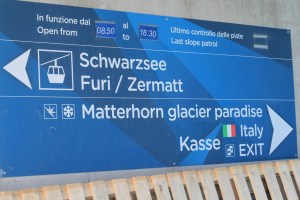 In funzione dal al Ultimo controllo delle piste
Open from 08.50 to 16.30 Last slope patrol
Schwarzsee
Furi / Zermatt
Matterhorn glacier paradise
Italy
Kasse EXIT